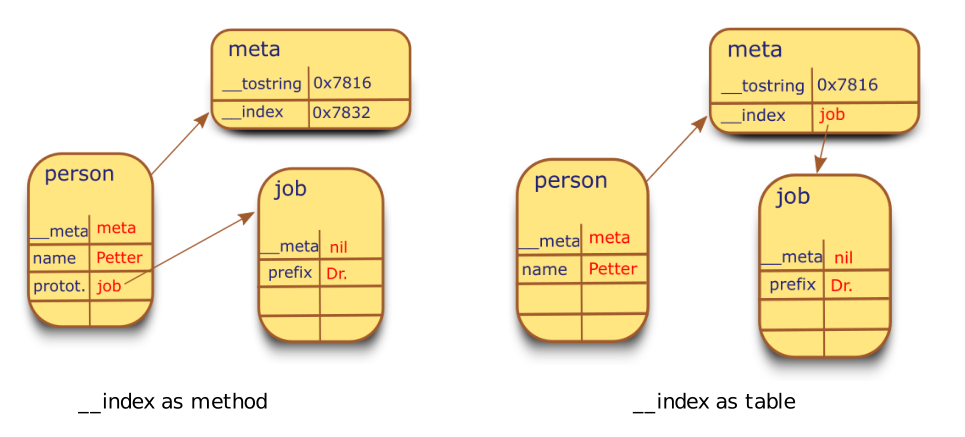 meta
__tostring 0x7816
__index 0x7832
person
__meta meta
name Petter
protot. job
job
__meta nil
prefix Dr.
__index as method
meta
__tostring 0x7816
__index job
person
__meta meta
name Petter
job
__meta nil
prefix Dr.
__index as table